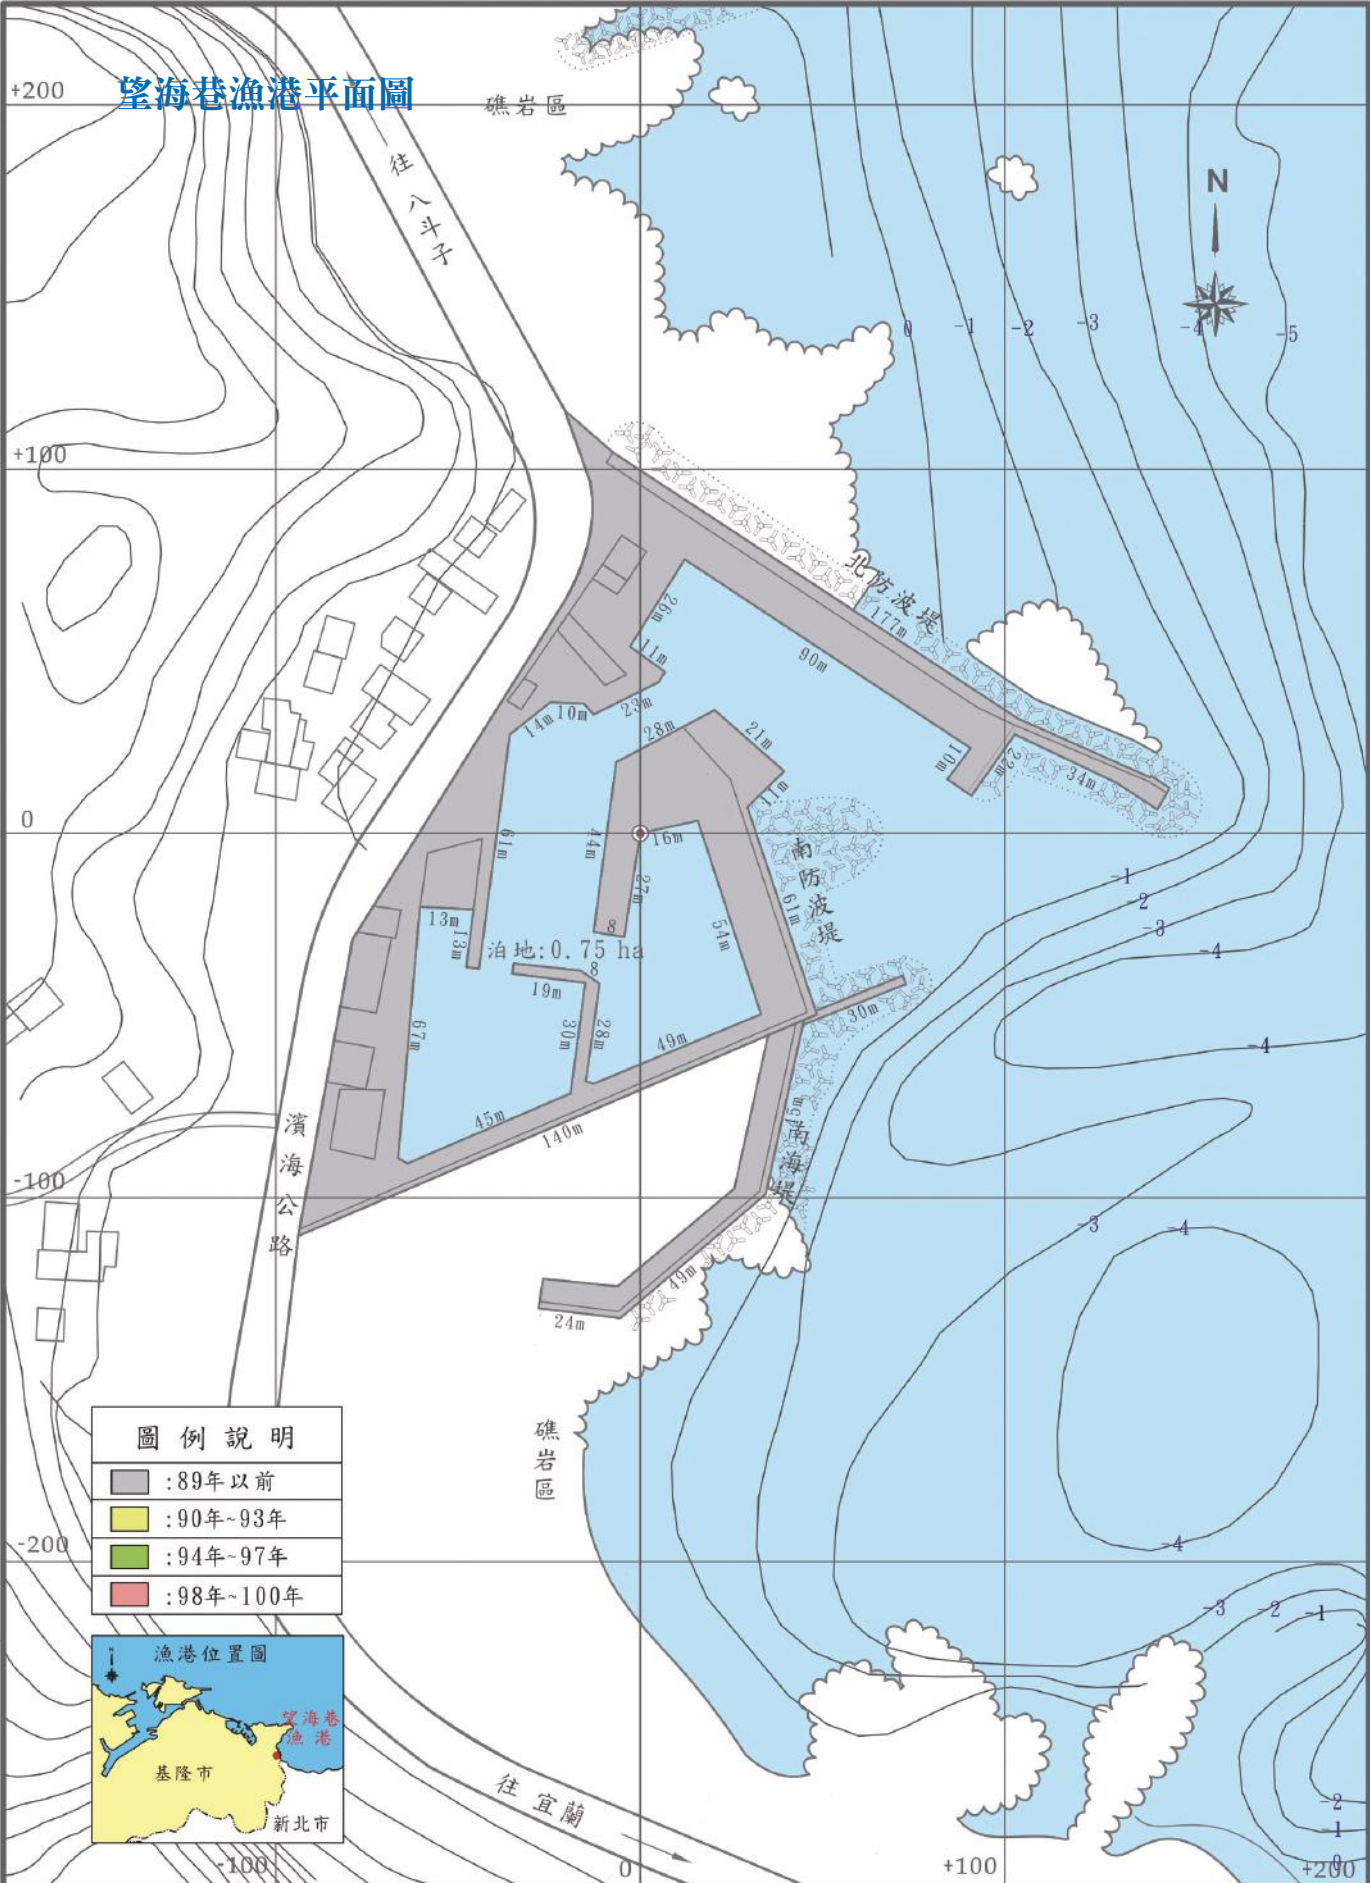 望海巷漁港平面圖
+200
礁岩區
往八斗子
N
0
-1
-2
-3
-4
-5
+100
北防波堤
177m
26m
11m
90m
23m
14m
10m
28m
21m
10m
22m
34m
11m
0
16m
61m
44m
27m
南防波堤
61m
54m
-1
-2
-3
-4
13m
13m
8
泊地:0.75 ha
8
19m
30m
67m
30m
28m
49m
-4
45m
140m
45m
南海堤
濱海公路
-100
-3
-4
49m
24m
礁岩區
圖例說明
:89年以前
:90年~93年
:94年~97年
:98年~100年
-200
-4
-3
-2
-1
漁港位置圖
N
望海巷
漁港
基隆市
新北市
往宜蘭
-2
-1
0
-100
0
+100
+200